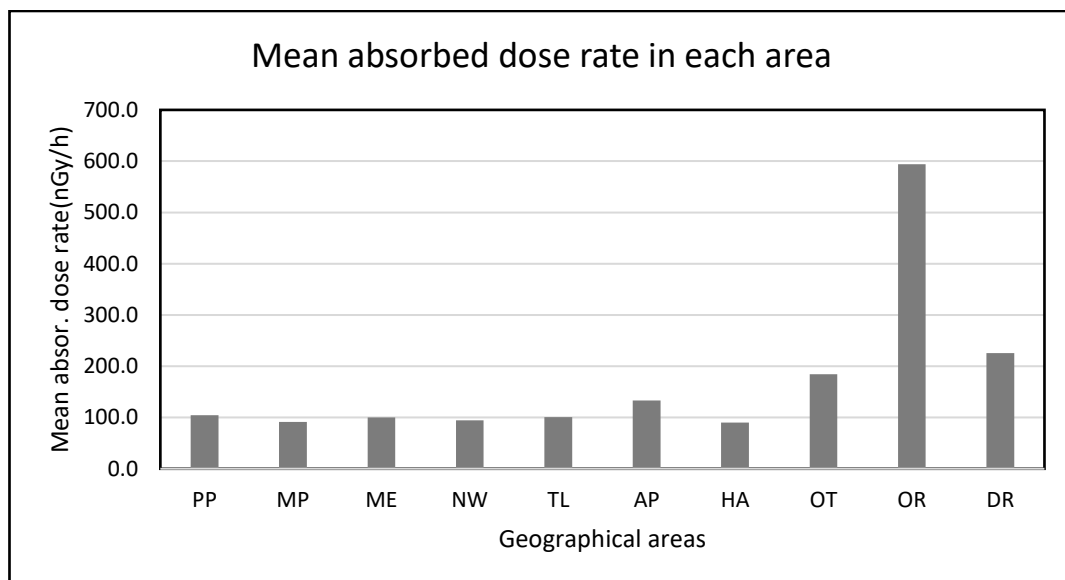 Mean absorbed dose rate in each area
Mean absor. dose rate(nGy/h)
700.0
600.0
500.0
400.0
300.0
200.0
100.0
0.0
PP MP ME NW TL AP HA OT OR DR
Geographical areas